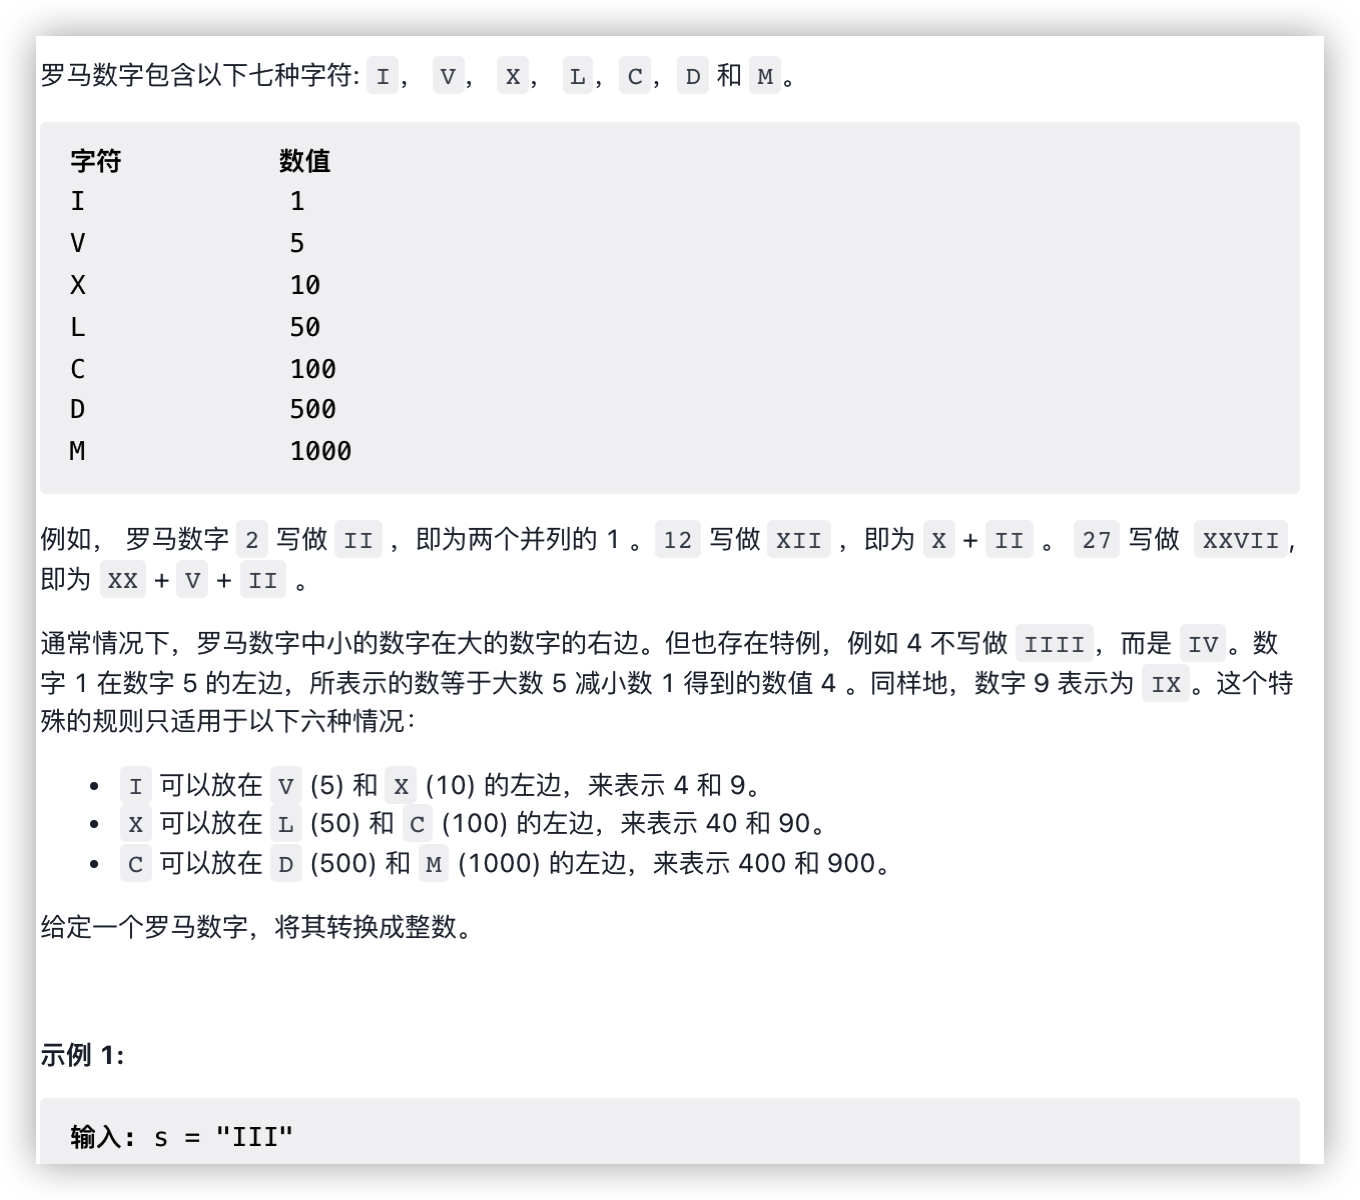 罗马数字包含以下七种字符: I， V， X， L，C，D 和 M。
字符 数值
I 1
V 5
X 10
L 50
C 100
D 500
M 1000
例如， 罗马数字 2 写做 II ，即为两个并列的 1 。12 写做 XII ，即为 X + II 。 27 写做 XXVII,
即为 XX + V + II 。
通常情况下，罗马数字中小的数字在大的数字的右边。但也存在特例，例如 4 不写做 IIII，而是 IV。数
字 1 在数字 5 的左边，所表示的数等于大数 5 减小数 1 得到的数值 4 。同样地，数字 9 表示为 IX。这个特
殊的规则只适用于以下六种情况：
• I 可以放在 V (5) 和 X (10) 的左边，来表示 4 和 9。
• X 可以放在 L (50) 和 C (100) 的左边，来表示 40 和 90。
• C 可以放在 D (500) 和 M (1000) 的左边，来表示 400 和 900。
给定一个罗马数字，将其转换成整数。
示例 1:
输入: s = "III"